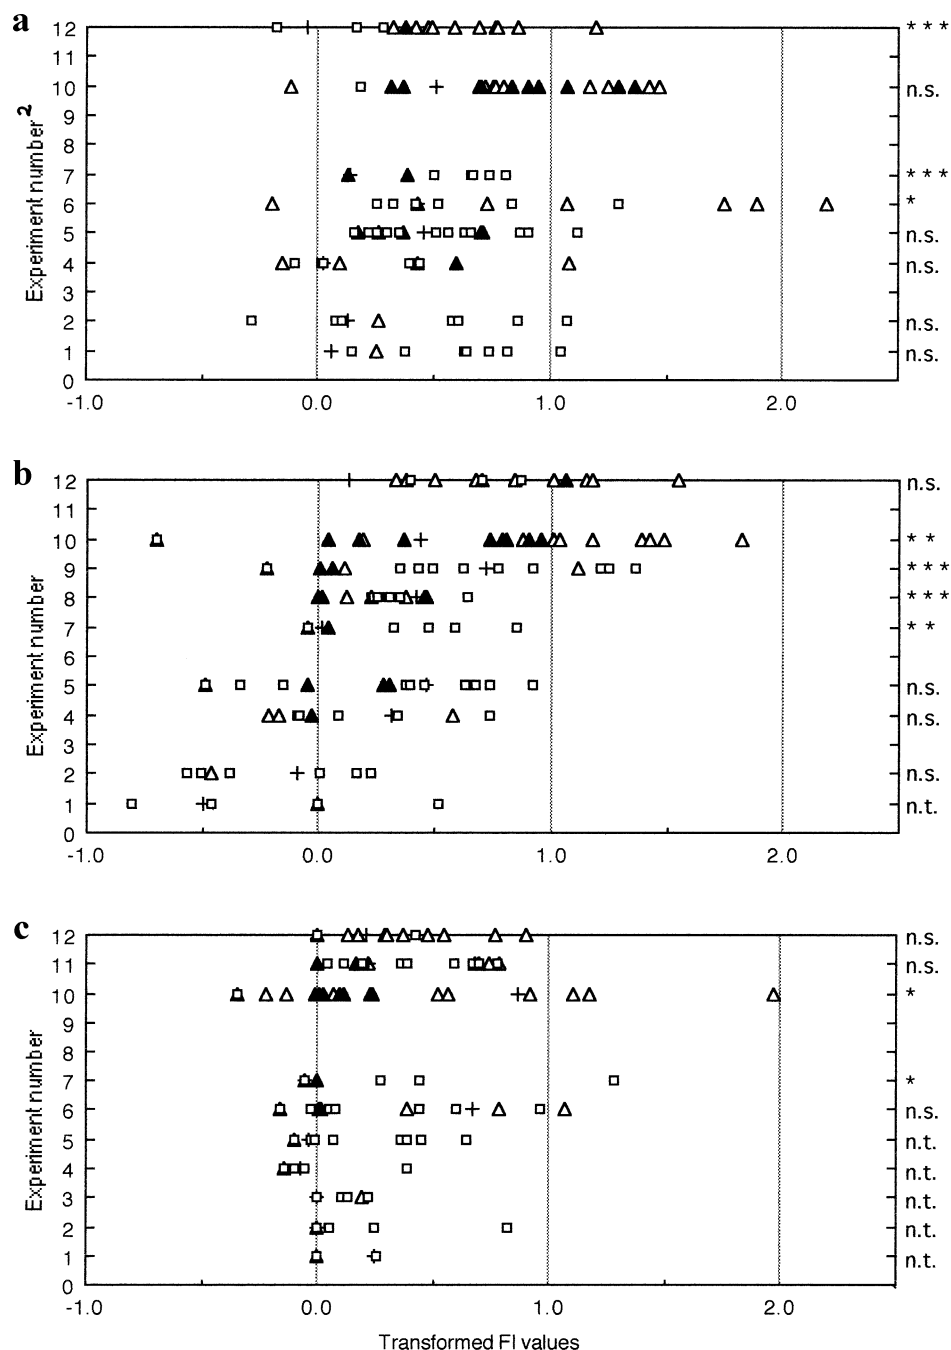 a
12 * * *
11
10 n.s.
9
8
7 * * *
6 *
5 n.s.
4 n.s.
3
2 n.s.
1 n.s.
0
Experiment number 2
-1.0 0.0 1.0 2.0
b
12 n.s.
11
10 * *
9 * * *
8 * * *
7 * *
6
5 n.s.
4 n.s.
3
2 n.s.
1 n.t.
0
Experiment number
-1.0 0.0 1.0 2.0
c
12 n.s.
11 n.s.
10 *
9
8
7 *
6 n.s.
5 n.t.
4 n.t.
3 n.t.
2 n.t.
1 n.t.
0
Experiment number
-1.0 0.0 1.0 2.0
Transformed FI values